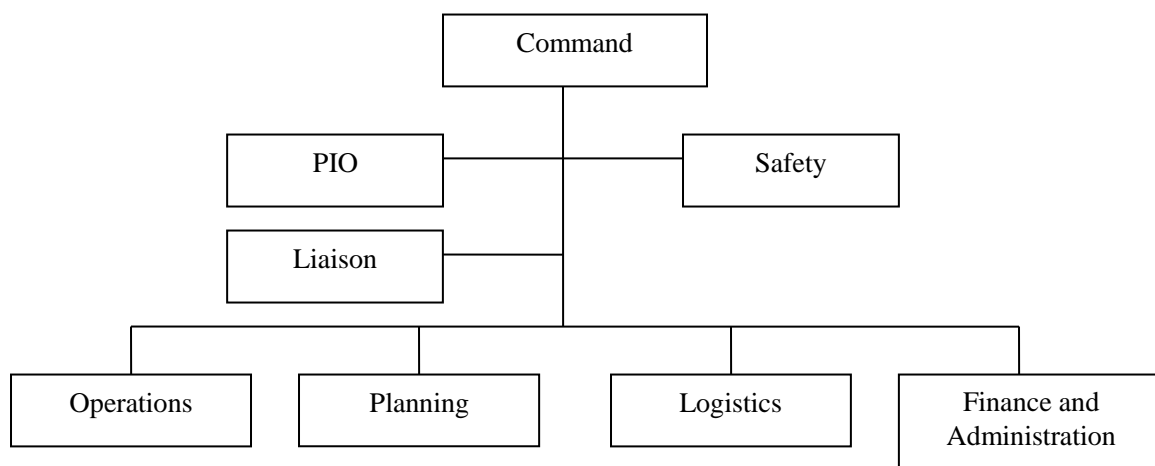 Command
PIO
Safety
Liaison
Operations
Planning
Logistics
Finance and
Administration